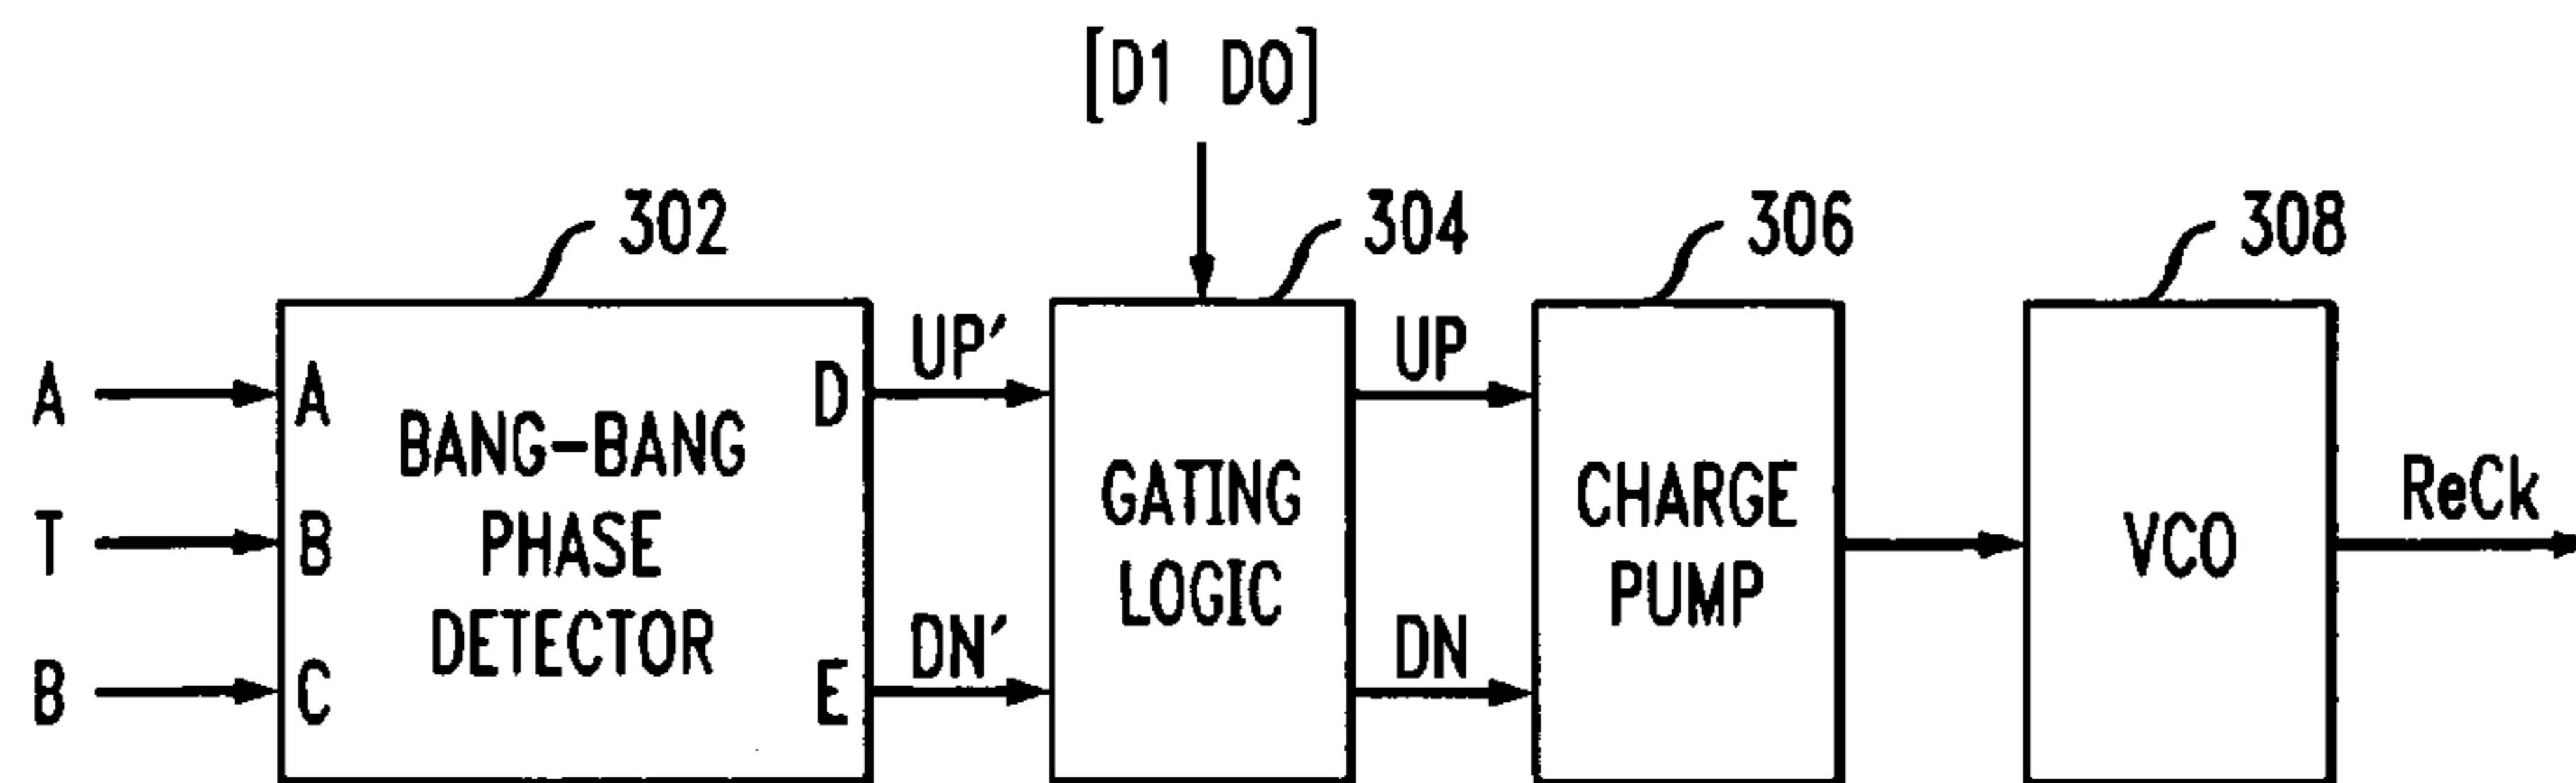 [D1 D0]
302
304
306
308
A
A
BANG-BANG
PHASE
DETECTOR
D
UP′
GATING
LOGIC
UP
CHARGE
PUMP
VCO
ReCk
T
B
B
C
E
DN′
DN